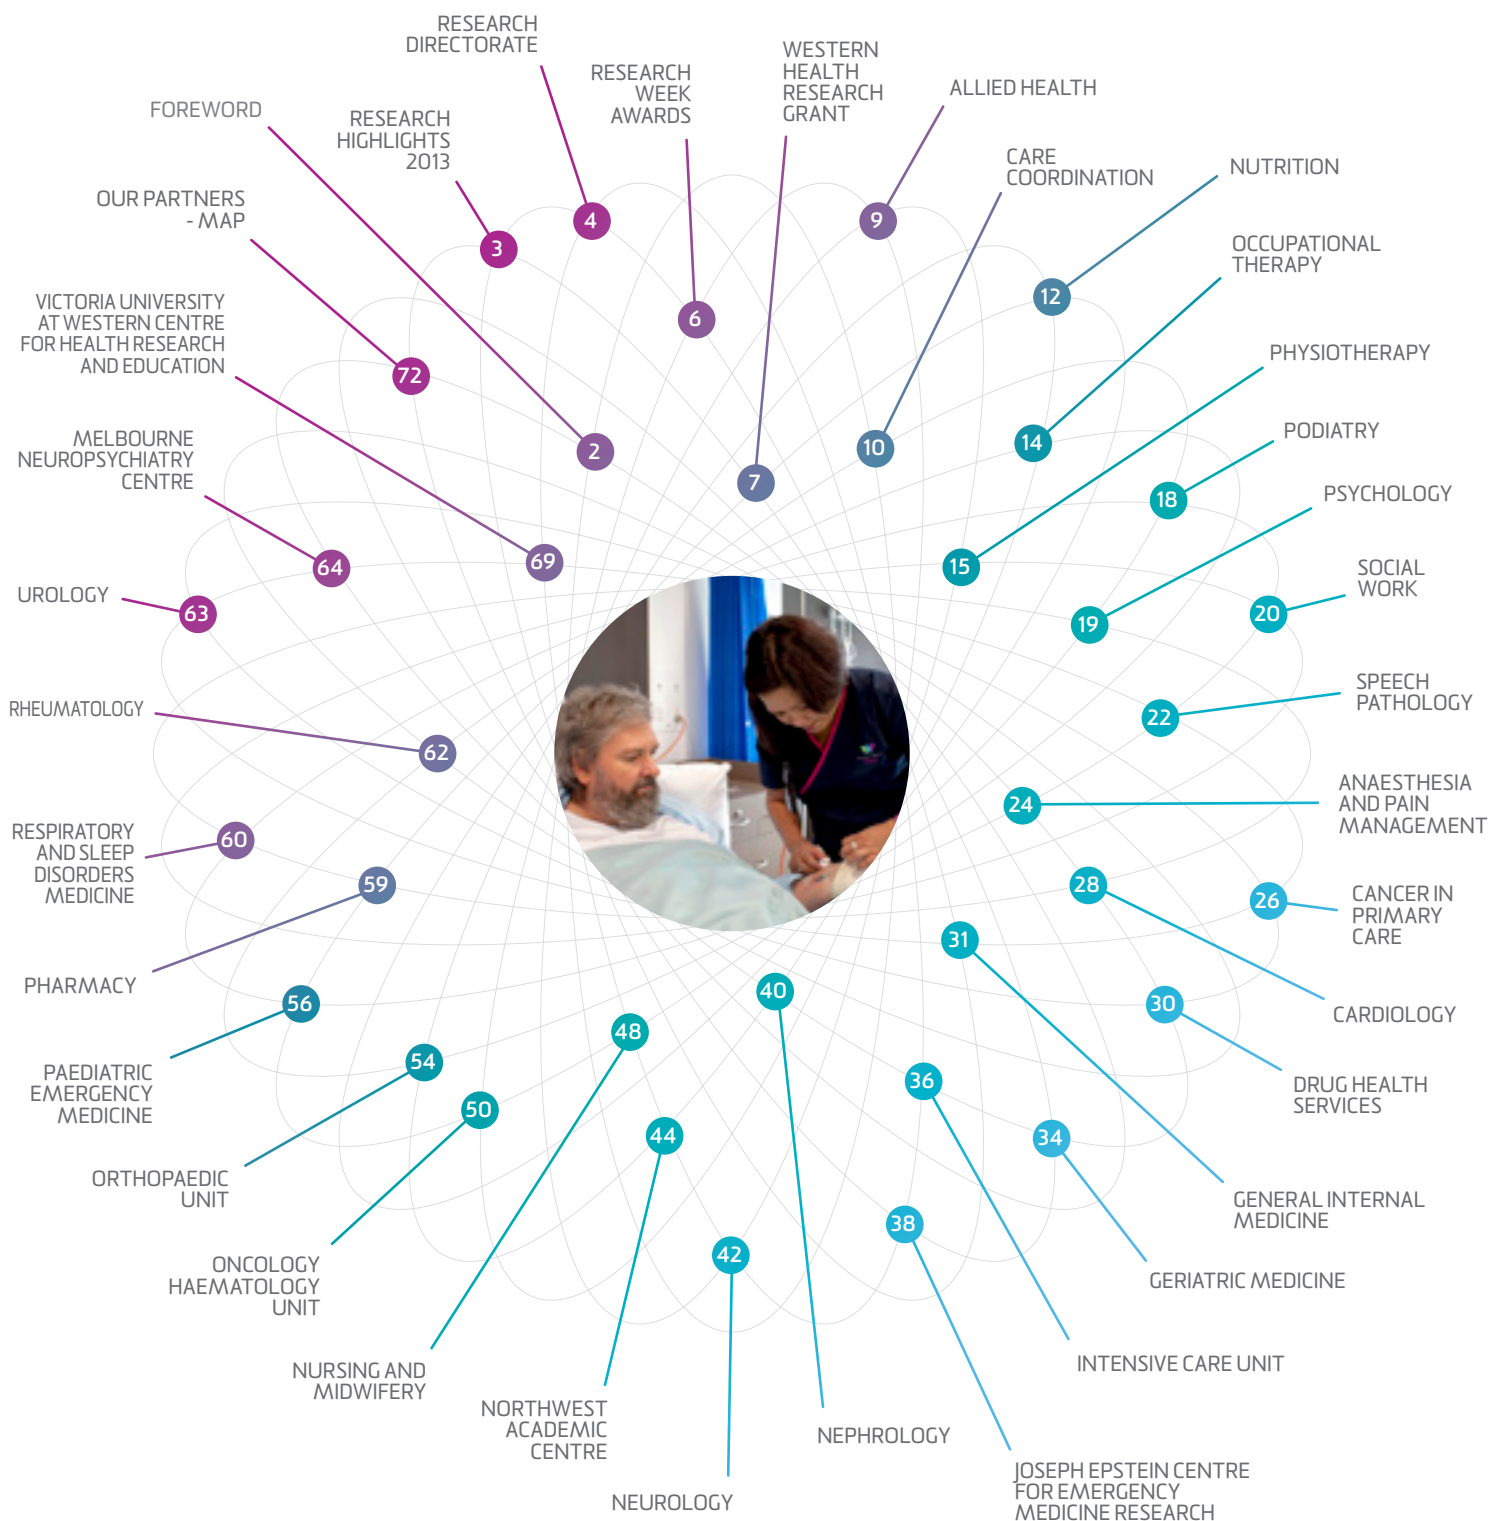 FOREWORD
2
RESEARCH
HIGHLIGHTS
2013
3
RESEARCH
DIRECTORATE
4
RESEARCH
WEEK
AWARDS
6
WESTERN
HEALTH
RESEARCH
GRANT
7
ALLIED HEALTH
9
CARE
COORDINATION
10
NUTRITION
12
OCCUPATIONAL
THERAPY
14
PHYSIOTHERAPY
15
PODIATRY
18
PSYCHOLOGY
19
SOCIAL
WORK
20
SPEECH
PATHOLOGY
22
ANAESTHESIA
AND PAIN
MANAGEMENT
24
CANCER IN
PRIMARY
CARE
26
CARDIOLOGY
28
DRUG HEALTH
SERVICES
30
GENERAL INTERNAL
MEDICINE
31
GERIATRIC MEDICINE
34
INTENSIVE CARE UNIT
36
JOSEPH EPSTEIN CENTRE
FOR EMERGENCY
MEDICINE RESEARCH
38
NEPHROLOGY
40
NEUROLOGY
42
NORTHWEST
ACADEMIC
CENTRE
44
NURSING AND
MIDWIFERY
48
ONCOLOGY
HAEMATOLOGY
UNIT
50
ORTHOPAEDIC
UNIT
54
PAEDIATRIC
EMERGENCY
MEDICINE
56
PHARMACY
59
RESPIRATORY
AND SLEEP
DISORDERS
MEDICINE
60
RHEUMATOLOGY
62
UROLOGY
63
MELBOURNE
NEUROPSYCHIATRY
CENTRE
64
VICTORIA UNIVERSITY
AT WESTERN CENTRE
FOR HEALTH RESEARCH
AND EDUCATION
69
OUR PARTNERS
- MAP
72